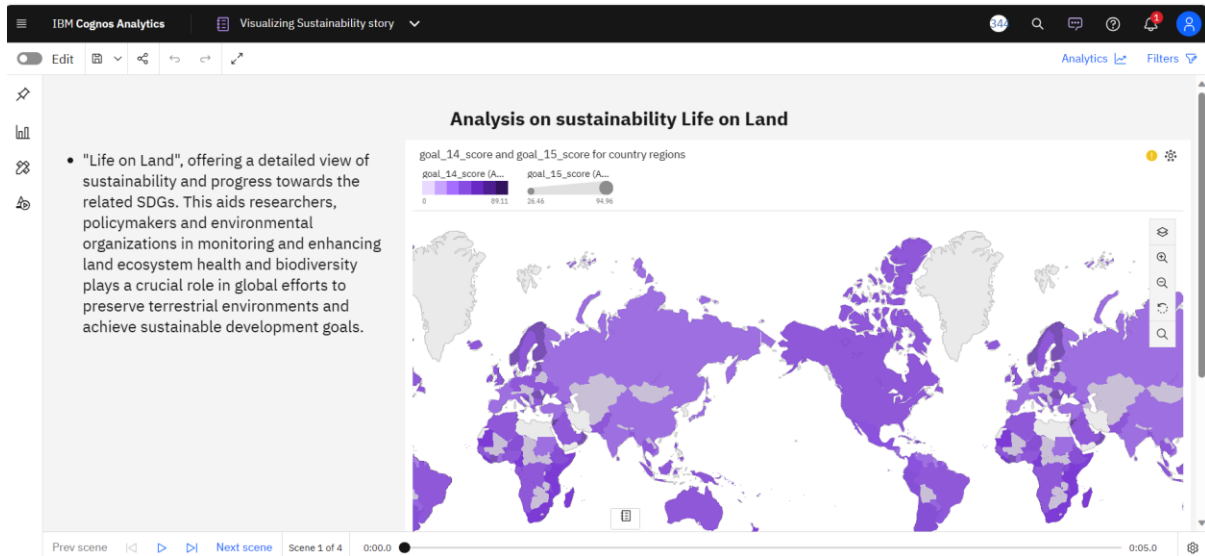 IBM Cognos Analytics
Visualizing Sustainability story
344
1
Edit
Analytics
Filters
Analysis on sustainability Life on Land
• "Life on Land", offering a detailed view of
sustainability and progress towards the
related SDGs. This aids researchers,
policymakers and environmental
organizations in monitoring and enhancing
land ecosystem health and biodiversity
plays a crucial role in global efforts to
preserve terrestrial environments and
achieve sustainable development goals.
goal_14_score and goal_15_score for country regions
goal_14_score (A...
goal_15_score (A...
0
89.11
26.46
94.96
Prev scene
Next scene
Scene 1 of 4
0:00.0
0:05.0